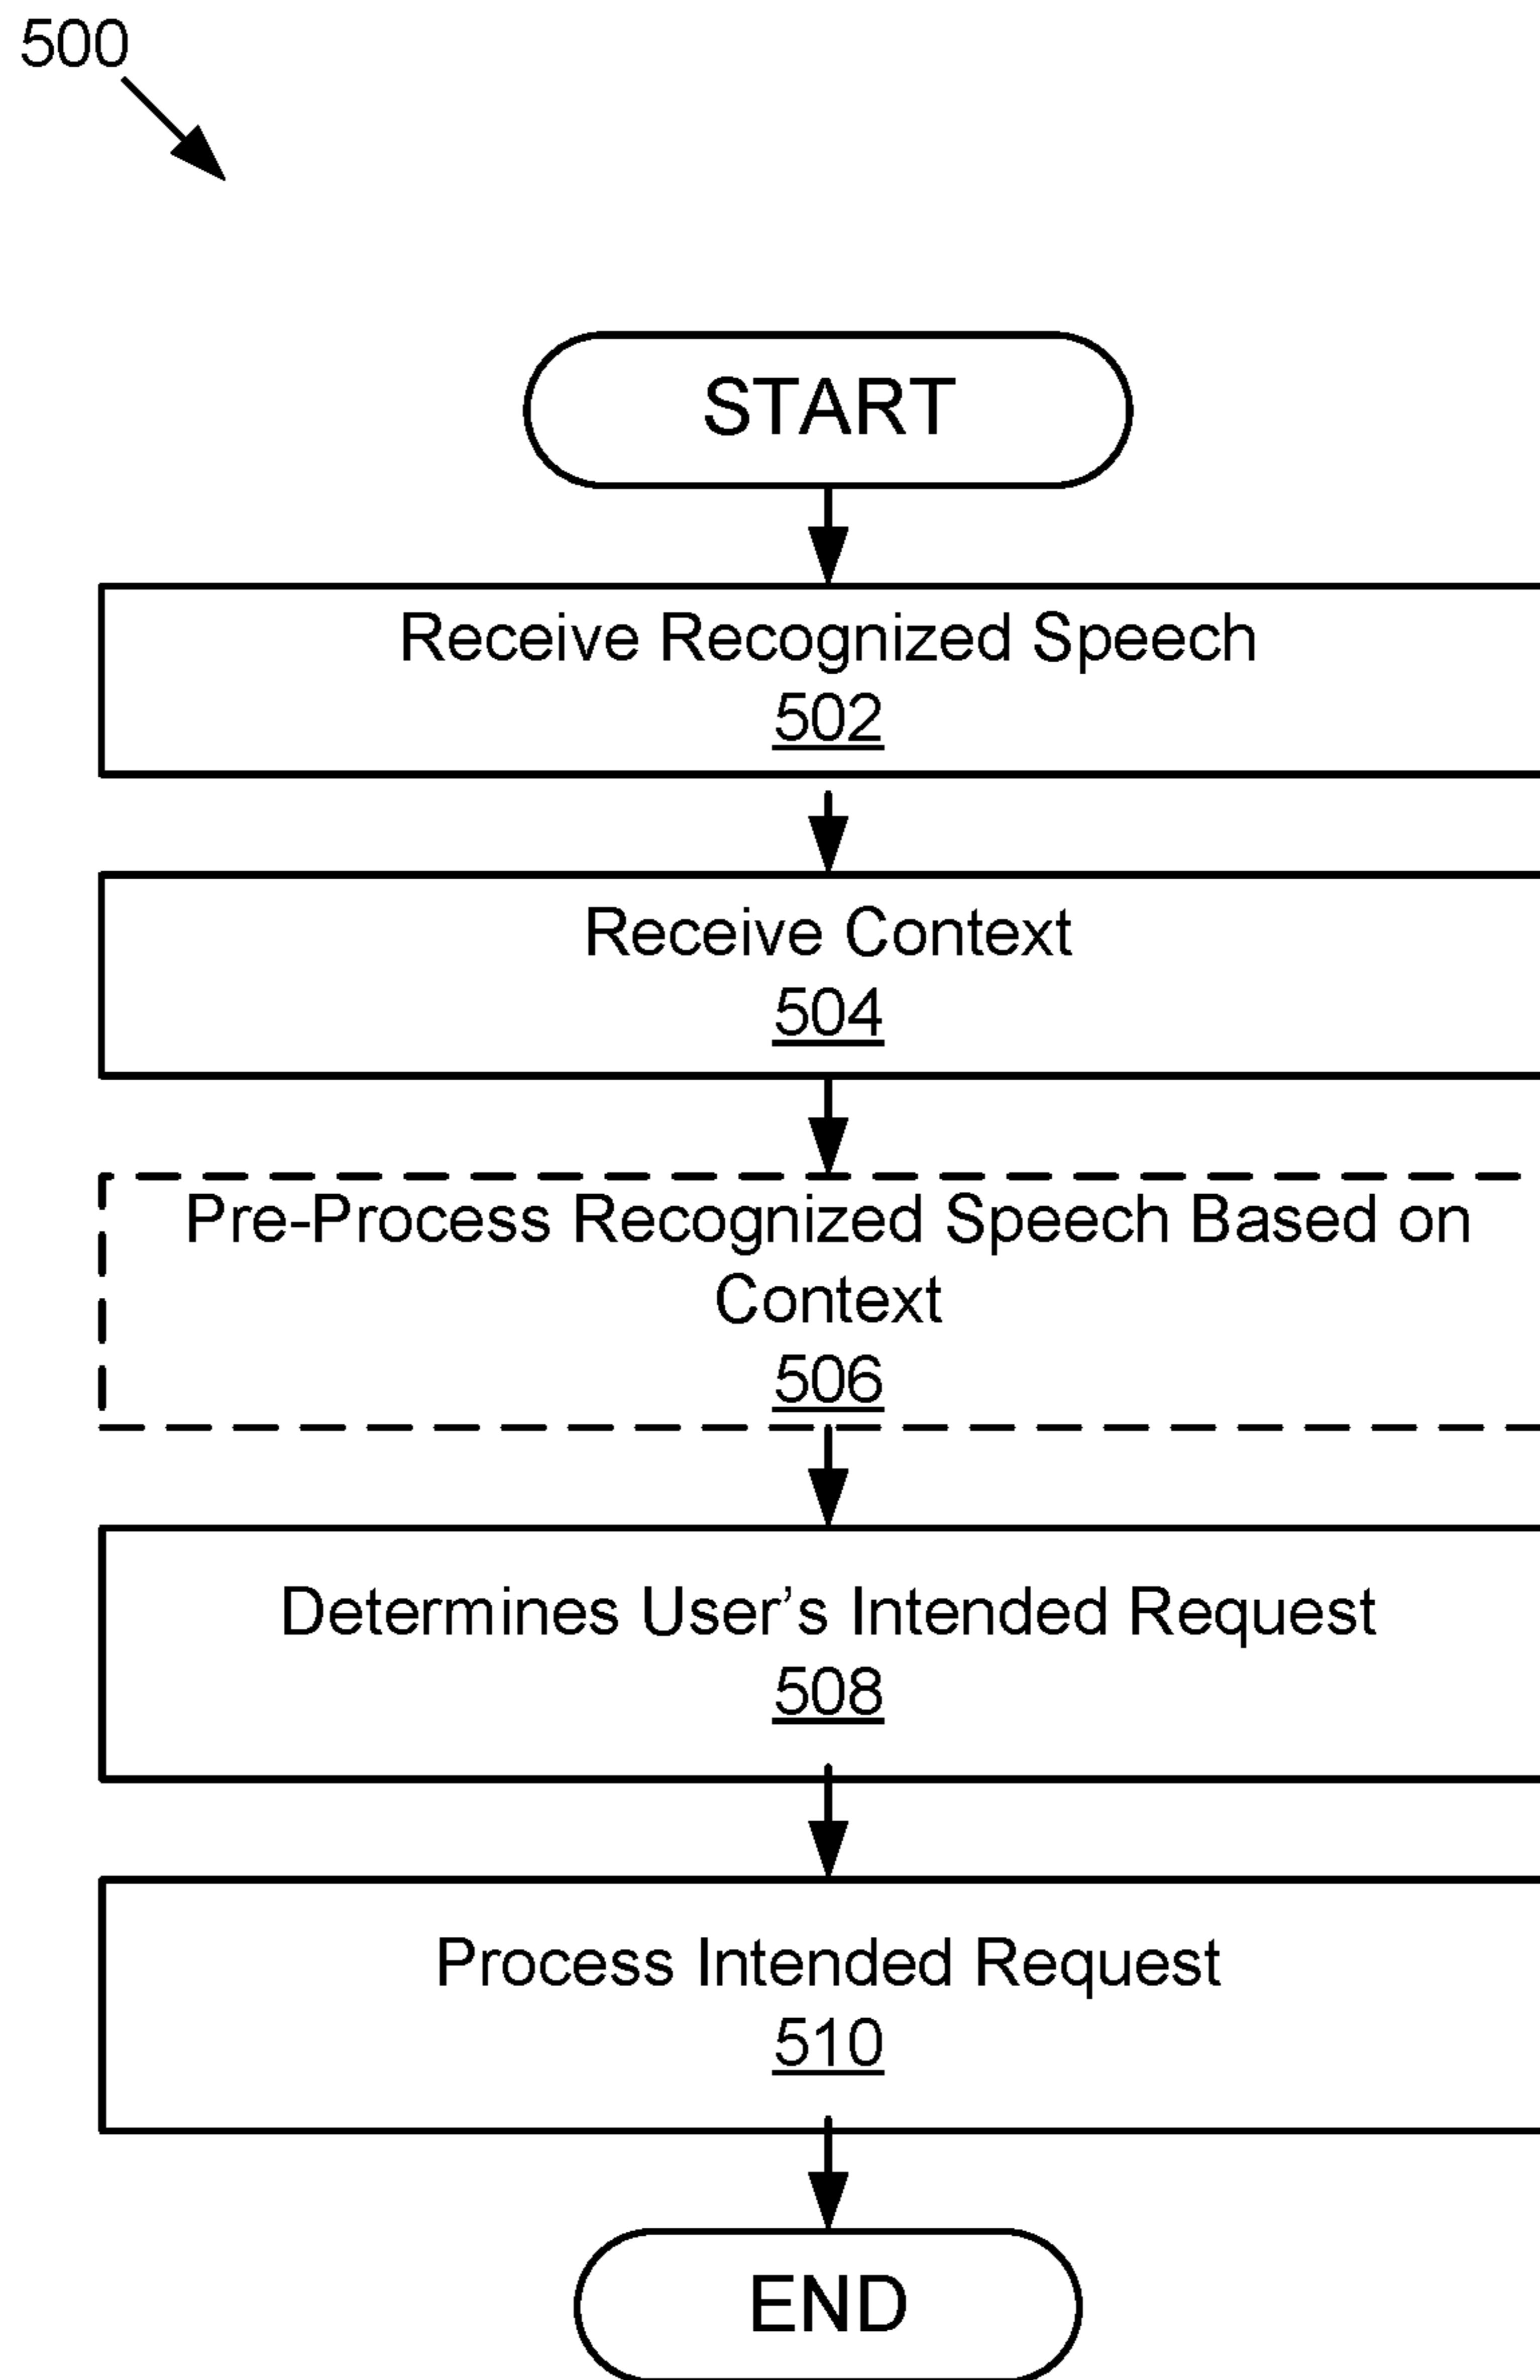 500
START
Receive Recognized Speech
502
Receive Context
504
Pre-Process Recognized Speech Based on
Context
506
Determines User’s Intended Request
508
Process Intended Request
510
END